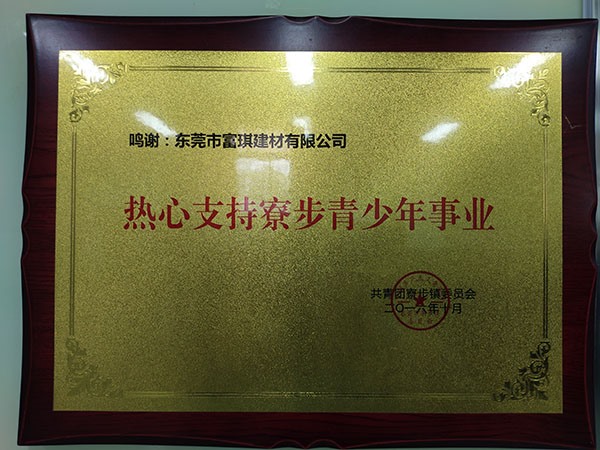 鸣谢：东莞市富琪建材有限公司
热心支持寮步青少年事业
共青团寮步镇委员会
二〇一六年十月